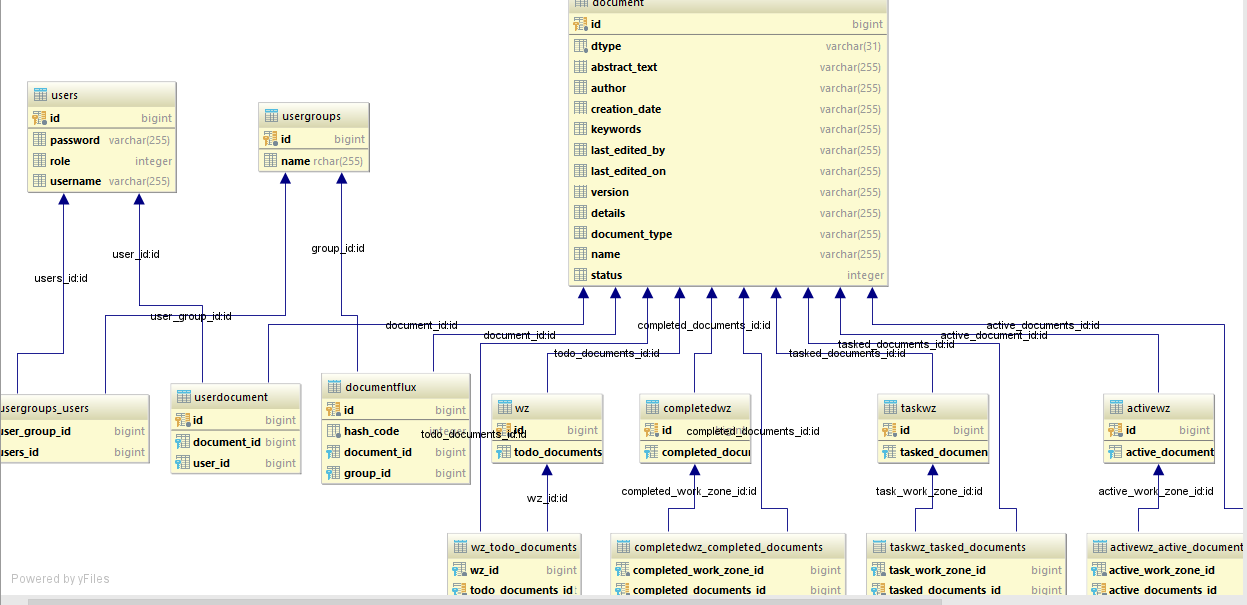 document
id bigint
dtype varchar(31)
abstract_text varchar(255)
author varchar(255)
creation_date varchar(255)
keywords varchar(255)
last_edited_by varchar(255)
last_edited_on varchar(255)
version varchar(255)
details varchar(255)
document_type varchar(255)
name varchar(255)
status integer
users
id bigint
password varchar(255)
role integer
username varchar(255)
usergroups
id bigint
name rchar(255)
users_id:id
user_id:id
group_id:id
user_group_id:id
document_id:id
document_id:id
completed_documents_id:id
todo_documents_id:id
tasked_documents_id:id
tasked_documents_id:id
active_documents_id:id
active_document_id:id
usergroups_users
user_group_id bigint
users_id bigint
userdocument
id bigint
document_id bigint
user_id bigint
documentflux
id bigint
hash_code integer
document_id bigint
group_id bigint
todo_documents_id:id
wz
id bigint
todo_documents
completedwz
id bigint
completed_docu
completed_documents_id:id
taskwz
id bigint
tasked_documen
activewz
id bigint
active_document
wz_id:id
completed_work_zone_id:id
task_work_zone_id:id
active_work_zone_id:id
wz_todo_documents
wz_id bigint
todo_documents_id
completedwz_completed_documents
completed_work_zone_id bigint
completed_documents_id bigint
taskwz_tasked_documents
task_work_zone_id bigint
tasked_documents_id bigint
activewz_active_document
active_work_zone_id
active_documents_id
Powered by yFiles